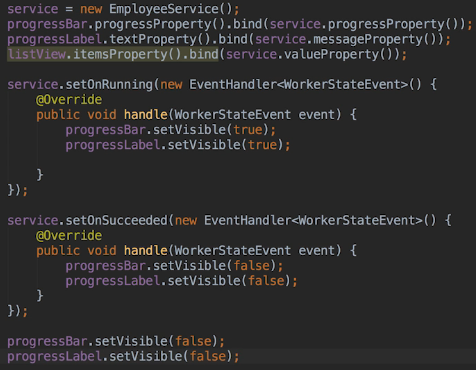 service = new EmployeeService();
progressBar.progressProperty().bind(service.progressProperty());
progressLabel.textProperty().bind(service.messageProperty());
listView.itemsProperty().bind(service.valueProperty());

service.setOnRunning(new EventHandler<WorkerStateEvent>() {
    @Override
    public void handle(WorkerStateEvent event) {
        progressBar.setVisible(true);
        progressLabel.setVisible(true);

    }
});

service.setOnSucceeded(new EventHandler<WorkerStateEvent>() {
    @Override
    public void handle(WorkerStateEvent event) {
        progressBar.setVisible(false);
        progressLabel.setVisible(false);
    }
});

progressBar.setVisible(false);
progressLabel.setVisible(false);